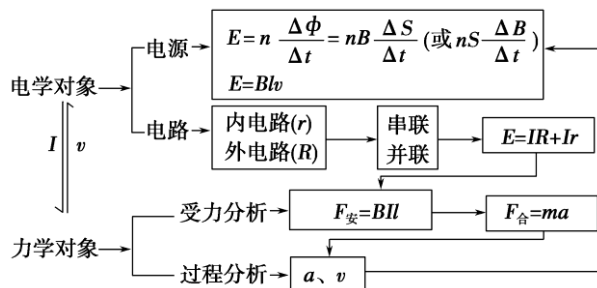 电学对象
电源
E=n ΔΦ/Δt = nB ΔS/Δt (或 nS ΔB/Δt)
E=Blv
电路
内电路(r)
外电路(R)
串联
并联
E=IR+Ir
I v
力学对象
受力分析
F安=BIl
F合=ma
过程分析
a、v